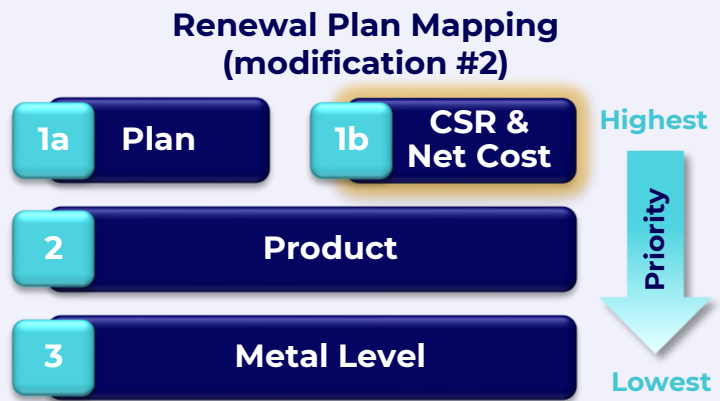 Renewal Plan Mapping
(modification #2)
1a Plan
1b CSR &
Net Cost
Highest
2 Product
Priority
3 Metal Level
Lowest